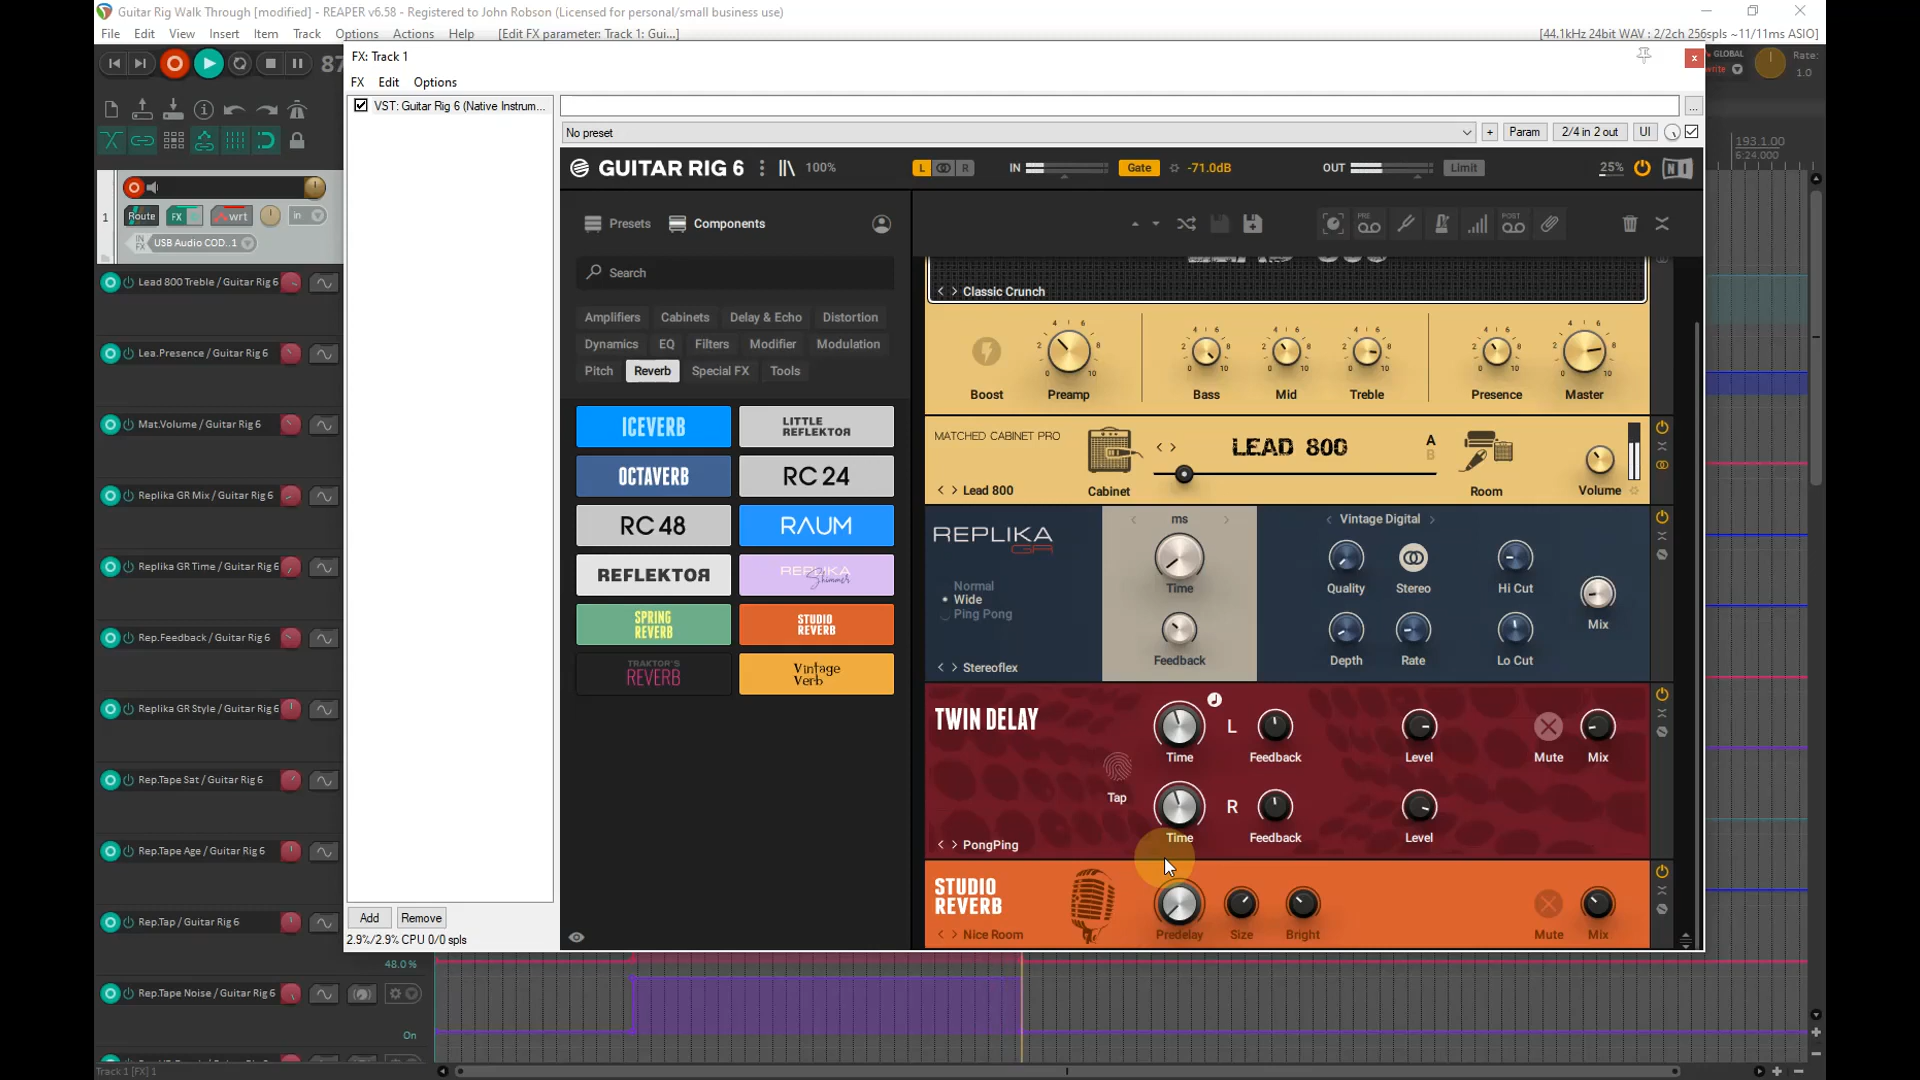 Guitar Rig Walk Through [modified] - REAPER v6.58 - Registered to John Robson (Licensed for personal/small business use)
File Edit View Insert Item Track Options Actions Help [Edit FX parameter: Track 1: Gui...]
[44.1kHz 24bit WAV : 2/2ch 256spls ~11/11ms ASIO]
FX: Track 1
GLOBAL
Rate:
1.0
FX Edit Options
VST: Guitar Rig 6 (Native Instrum...
No preset
+
Param
2/4 in 2 out
UI
193.1.00
6:24.000
GUITAR RIG 6
100%
L
R
IN
Gate
-71.0dB
OUT
Limit
25%
1
Route
FX
wrt
in
IN
FX
USB Audio COD..1
Presets
Components
PRE
POST
Search
Lead 800 Treble / Guitar Rig 6
Lea.Presence / Guitar Rig 6
Mat.Volume / Guitar Rig 6
Replika GR Mix / Guitar Rig 6
Replika GR Time / Guitar Rig 6
Rep.Feedback / Guitar Rig 6
Replika GR Style / Guitar Rig 6
Rep.Tape Sat / Guitar Rig 6
Rep.Tape Age / Guitar Rig 6
Rep.Tap / Guitar Rig 6
48.0 %
Rep.Tape Noise / Guitar Rig 6
On
Amplifiers Cabinets Delay & Echo Distortion
Dynamics EQ Filters Modifier Modulation
Pitch Reverb Special FX Tools
ICEVERB
LITTLE
REFLEKTOR
OCTAVERB
RC 24
RC 48
RAUM
REFLEKTOR
REPLIKA
Shimmer
SPRING
REVERB
STUDIO
REVERB
TRAKTOR'S
REVERB
Vintage
Verb
Classic Crunch
Boost
Preamp
Bass
Mid
Treble
Presence
Master
MATCHED CABINET PRO
LEAD 800
A
B
Lead 800
Cabinet
Room
Volume
REPLIKA
GR
ms
Vintage Digital
Time
Quality
Stereo
Hi Cut
Normal
Wide
Ping Pong
Mix
Feedback
Depth
Rate
Lo Cut
Stereoflex
TWIN DELAY
L
Time
Feedback
Level
Mute
Mix
Tap
R
Time
Feedback
Level
PongPing
STUDIO
REVERB
Nice Room
Predelay
Size
Bright
Mute
Mix
Add
Remove
2.9%/2.9% CPU 0/0 spls
Track 1 [FX] 1